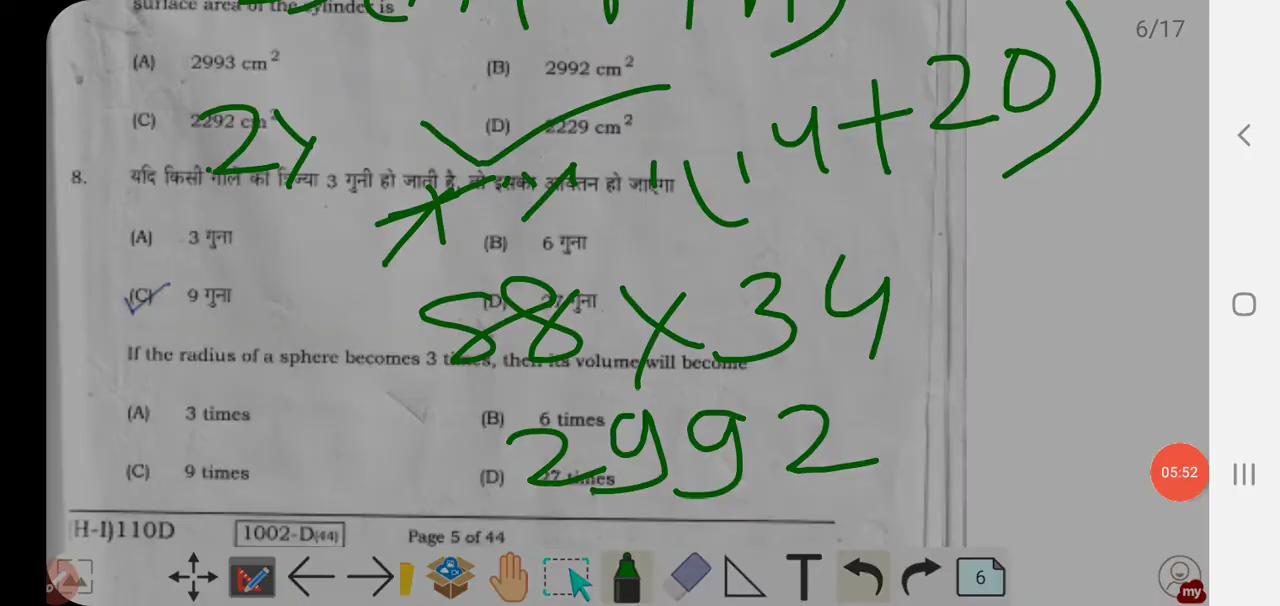 surface area of the cylinder is
6/17
(A) 2993 cm² (B) 2992 cm²
(C) 2292 cm² (D) 2229 cm²
4+20)
8. यदि किसी गोले की त्रिज्या 3 गुनी हो जाती है, तो इसका आयतन हो जाएगा
(A) 3 गुना (B) 6 गुना
(C) 9 गुना (D) 27 गुना
88 x 34
If the radius of a sphere becomes 3 times, then its volume will become
(A) 3 times (B) 6 times
2992
(C) 9 times (D) 27 times
05:52
(H-I)110D 1002-D(44) Page 5 of 44
T 6
my